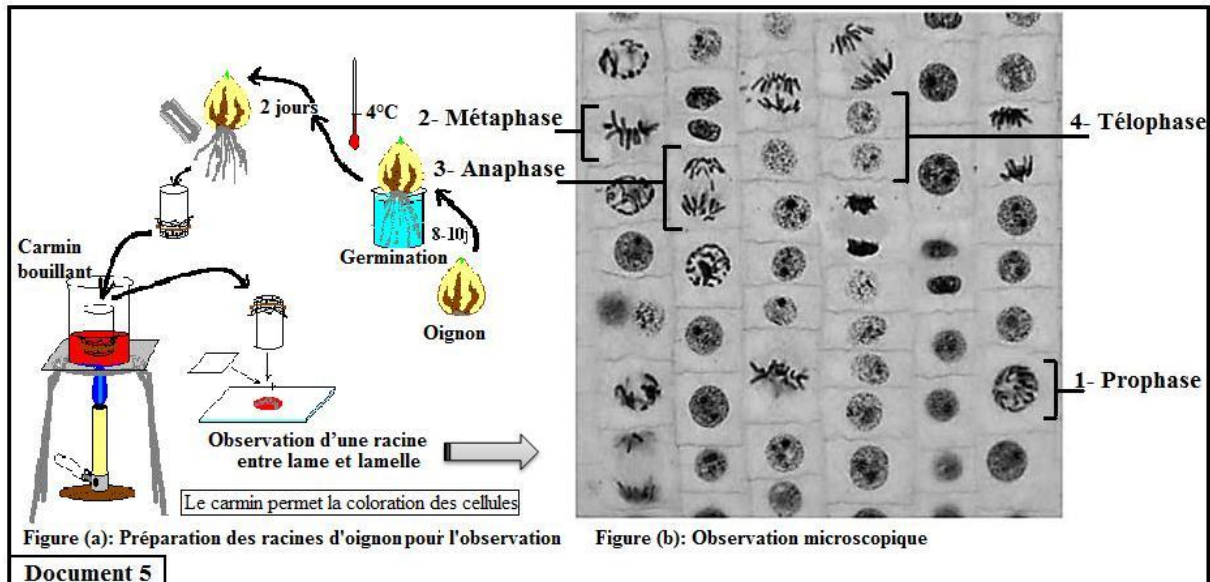 2 jours
4°C
8-10j
Germination
Oignon
Carmin
bouillant
Observation d'une racine
entre lame et lamelle
Le carmin permet la coloration des cellules
Figure (a): Préparation des racines d'oignon pour l'observation
2- Métaphase
3- Anaphase
4- Télophase
1- Prophase
Figure (b): Observation microscopique
Document 5